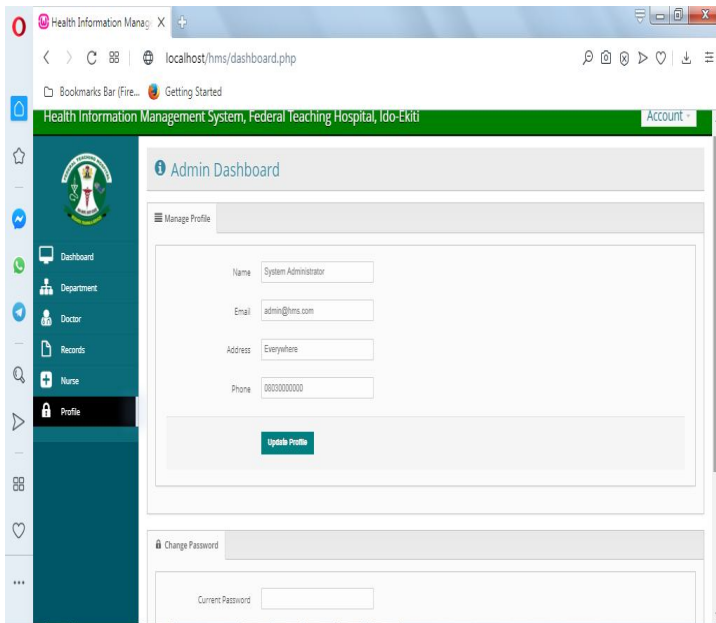 Health Information Manag
localhost/hms/dashboard.php
Bookmarks Bar (Fire... Getting Started
Health Information Management System, Federal Teaching Hospital, Ido-Ekiti
Account
Admin Dashboard
Manage Profile
Dashboard
Department
Doctor
Records
Nurse
Profile
Name System Administrator
Email admin@hms.com
Address Everywhere
Phone 08030000000
Update Profile
Change Password
Current Password